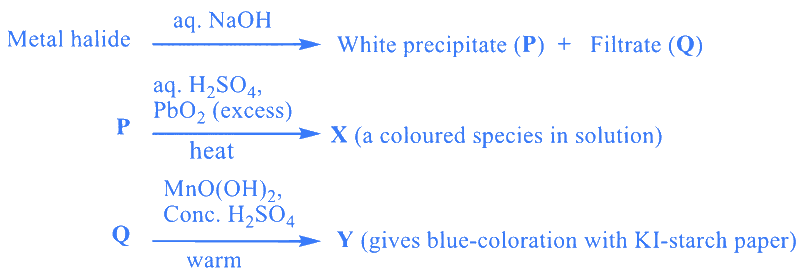 aq. NaOH
Metal halide White precipitate (P) + Filtrate (Q)
aq. H₂SO₄,
PbO₂ (excess)
P X (a coloured species in solution)
heat
MnO(OH)₂,
Conc. H₂SO₄
Q Y (gives blue-coloration with KI-starch paper)
warm